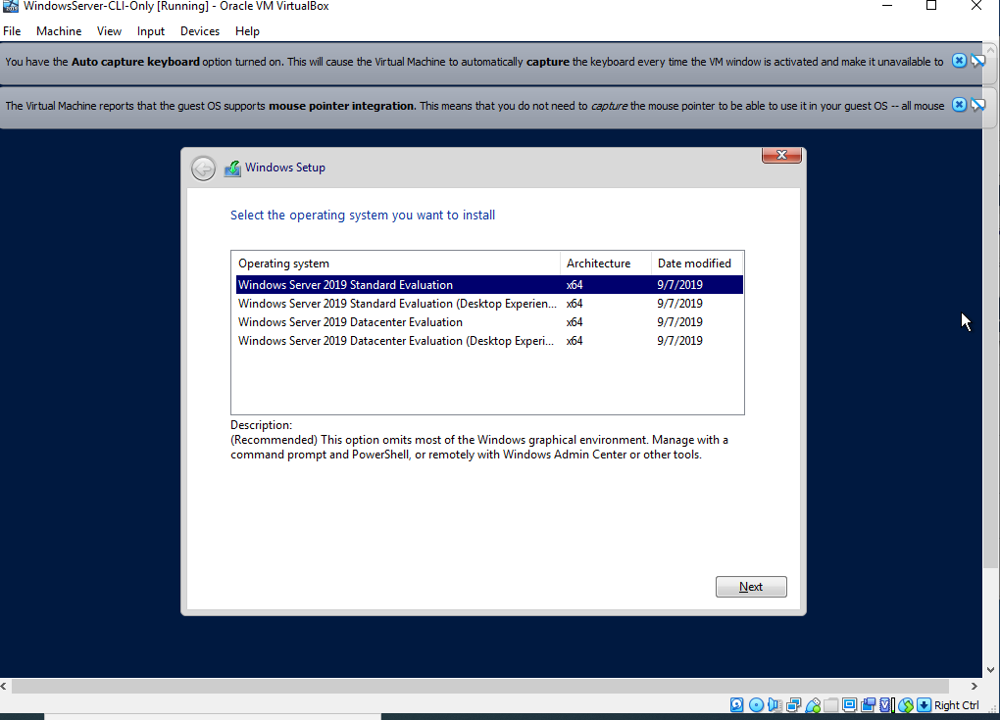 WindowsServer-CLI-Only [Running] - Oracle VM VirtualBox
File Machine View Input Devices Help
You have the Auto capture keyboard option turned on. This will cause the Virtual Machine to automatically capture the keyboard every time the VM window is activated and make it unavailable to
The Virtual Machine reports that the guest OS supports mouse pointer integration. This means that you do not need to capture the mouse pointer to be able to use it in your guest OS -- all mouse
Windows Setup
Select the operating system you want to install
Operating system Architecture Date modified
Windows Server 2019 Standard Evaluation x64 9/7/2019
Windows Server 2019 Standard Evaluation (Desktop Experien... x64 9/7/2019
Windows Server 2019 Datacenter Evaluation x64 9/7/2019
Windows Server 2019 Datacenter Evaluation (Desktop Experi... x64 9/7/2019
Description:
(Recommended) This option omits most of the Windows graphical environment. Manage with a
command prompt and PowerShell, or remotely with Windows Admin Center or other tools.
Next
Right Ctrl